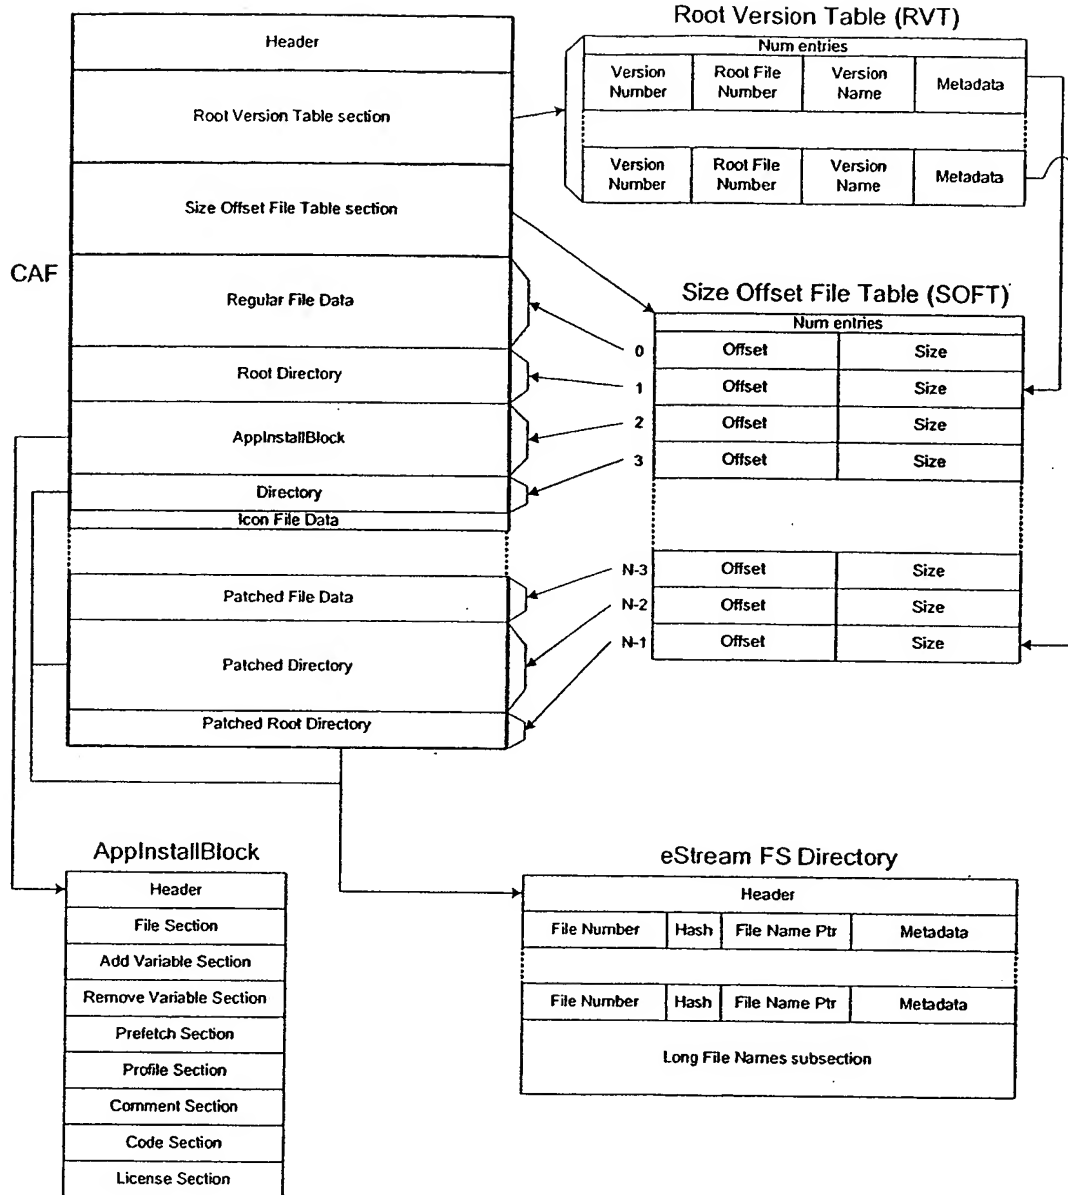 Root Version Table (RVT)
Num entries
Version Number
Root File Number
Version Name
Metadata
Version Number
Root File Number
Version Name
Metadata
CAF
Header
Root Version Table section
Size Offset File Table section
Regular File Data
Root Directory
AppInstallBlock
Directory
Icon File Data
Patched File Data
Patched Directory
Patched Root Directory
Size Offset File Table (SOFT)
Num entries
0 Offset Size
1 Offset Size
2 Offset Size
3 Offset Size
N-3 Offset Size
N-2 Offset Size
N-1 Offset Size
AppInstallBlock
Header
File Section
Add Variable Section
Remove Variable Section
Prefetch Section
Profile Section
Comment Section
Code Section
License Section
eStream FS Directory
Header
File Number Hash File Name Ptr Metadata
File Number Hash File Name Ptr Metadata
Long File Names subsection